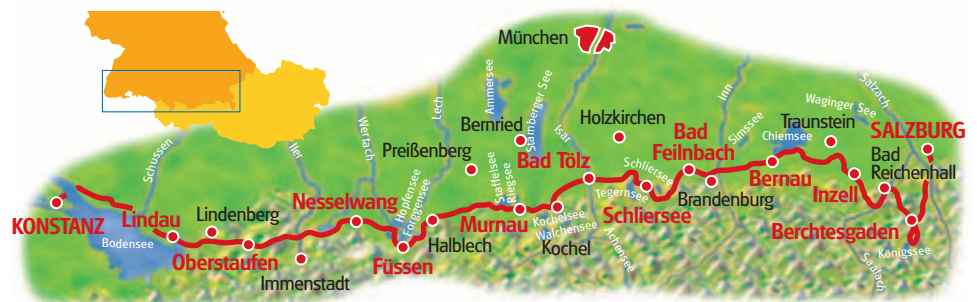 München
Schussen
Iller
Wertach
Lech
Ammersee
Starnberger See
Isar
Inn
Simssee
Chiemsee
Waginger See
Salzach
Bernried
Holzkirchen
Traunstein
SALZBURG
Preißenberg
Bad Tölz
Schliersee
Bad
Feilnbach
Bad
Reichenhall
KONSTANZ
Lindau
Lindenberg
Nesselwang
Hopfensee
Forggensee
Staffelsee
Riegsee
Tegernsee
Brandenburg
Bernau
Inzell
Bodensee
Oberstaufen
Immenstadt
Füssen
Halblech
Murnau
Kochelsee
Walchensee
Kochel
Achensee
Schliersee
Berchtesgaden
Königssee
Saalach